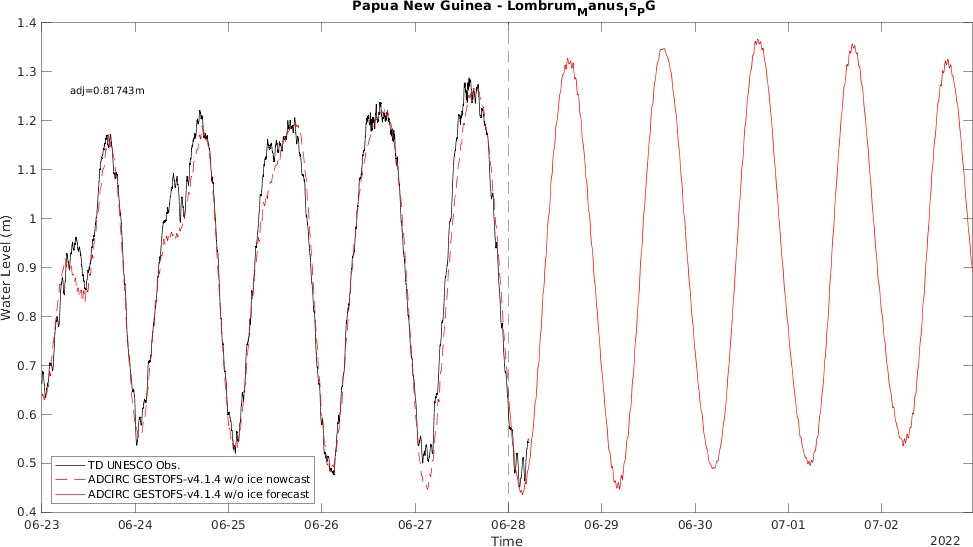 Papua New Guinea - LombrumManusIsPG
1.4
1.3
1.2
1.1
1
0.9
0.8
0.7
0.6
0.5
0.4
Water Level (m)
adj=0.81743m
TD UNESCO Obs.
ADCIRC GESTOFS-v4.1.4 w/o ice nowcast
ADCIRC GESTOFS-v4.1.4 w/o ice forecast
06-23 06-24 06-25 06-26 06-27 06-28 06-29 06-30 07-01 07-02
Time
2022